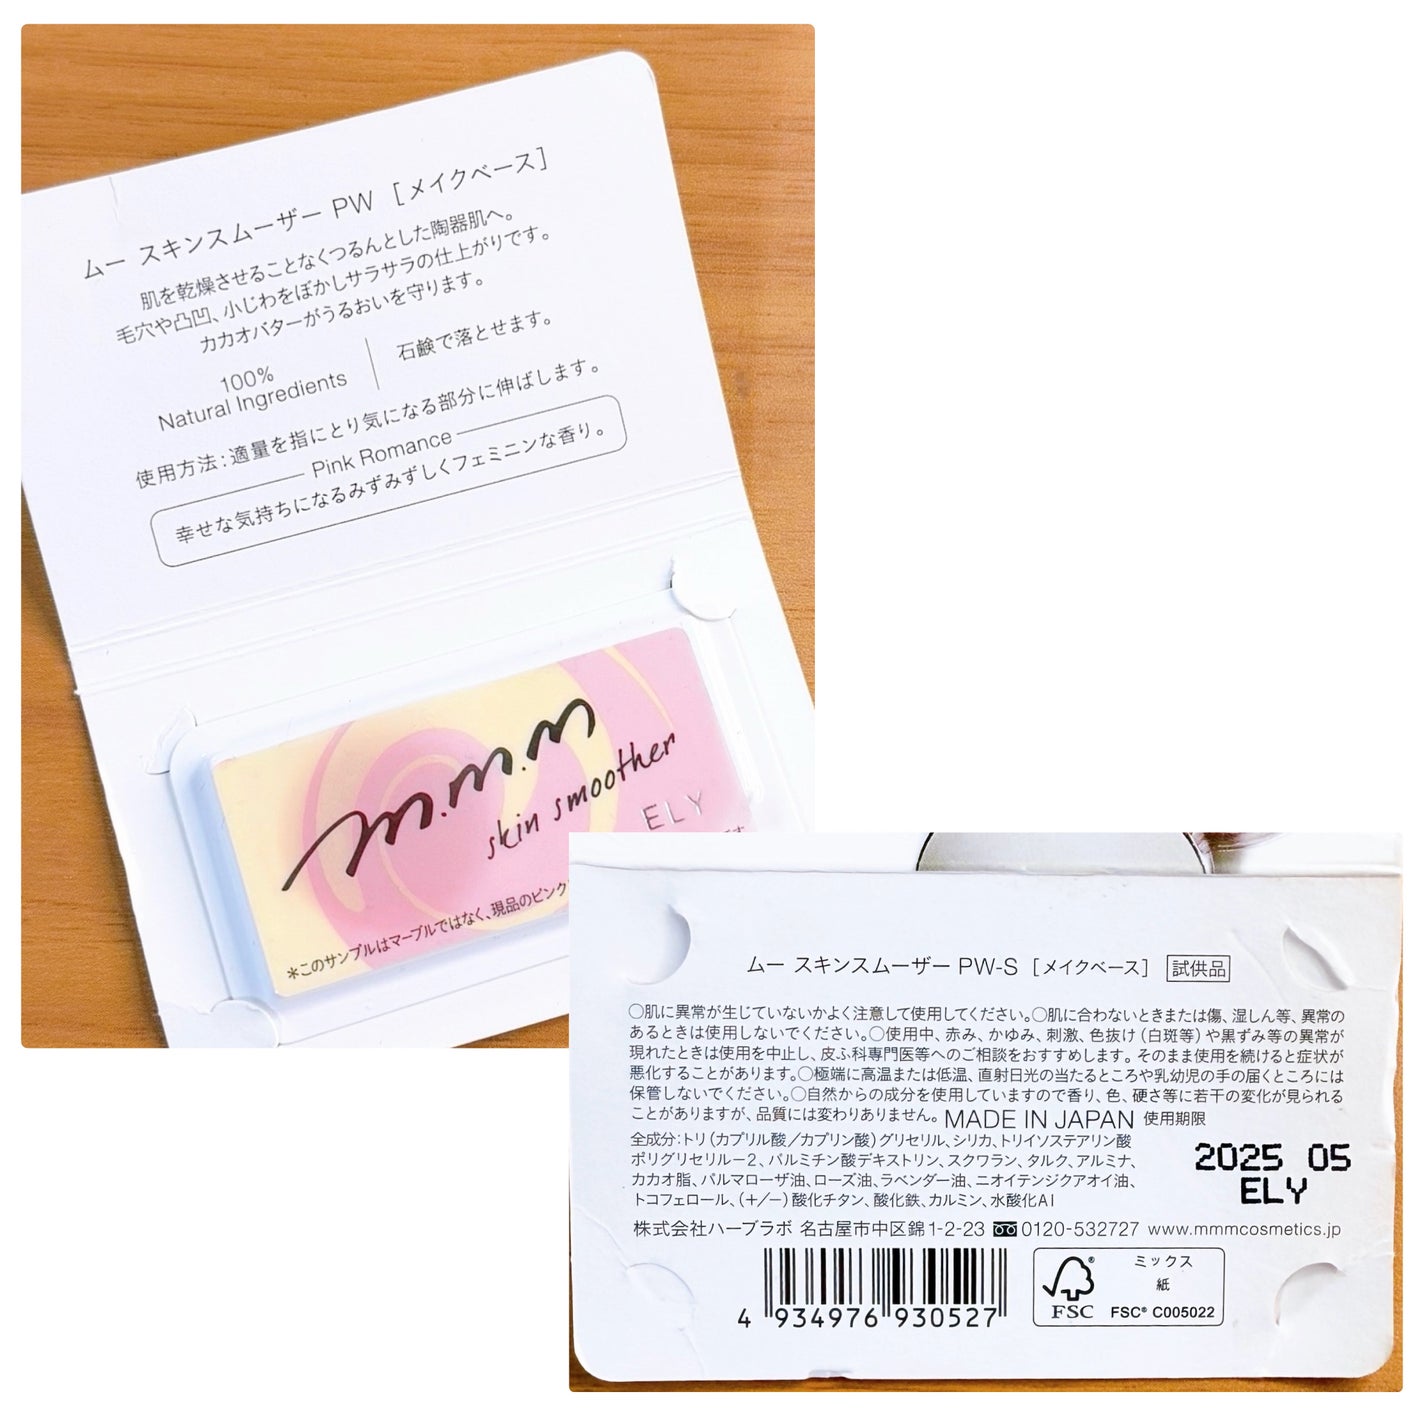 ムー スキンスムーザー PW [メイクベース]
肌を乾燥させることなくつるんとした陶器肌へ。
毛穴や凸凹、小じわをぼかしサラサラの仕上がりです。
カカオバターがうるおいを守ります。
100%
Natural Ingredients
石鹸で落とせます。
使用方法:適量を指にとり気になる部分に伸ばします。
Pink Romance
幸せな気持ちになるみずみずしくフェミニンな香り。
m.m.m
skin smoother
ELY
*このサンプルはマーブルではなく、現品のピンク
ムー スキンスムーザー PW-S [メイクベース] 試供品
○肌に異常が生じていないかよく注意して使用してください。○肌に合わないときまたは傷、湿しん等、異常の
あるときは使用しないでください。○使用中、赤み、かゆみ、刺激、色抜け(白斑等)や黒ずみ等の異常が
現れたときは使用を中止し、皮ふ科専門医等へのご相談をおすすめします。そのまま使用を続けると症状が
悪化することがあります。○極端に高温または低温、直射日光の当たるところや乳幼児の手の届くところには
保管しないでください。○自然からの成分を使用していますので香り、色、硬さ等に若干の変化が見られる
ことがありますが、品質には変わりありません。MADE IN JAPAN 使用期限
全成分:トリ(カプリル酸/カプリン酸)グリセリル、シリカ、トリイソステアリン酸
ポリグリセリル-2、パルミチン酸デキストリン、スクワラン、タルク、アルミナ、
カカオ脂、パルマローザ油、ローズ油、ラベンダー油、ニオイテンジクアオイ油、
トコフェロール、(+/-)酸化チタン、酸化鉄、カルミン、水酸化Al
2025 05
ELY
株式会社ハーブラボ 名古屋市中区錦1-2-23 0120-532727 www.mmmcosmetics.jp
4 934976 930527
FSC®
ミックス
紙
FSC® C005022